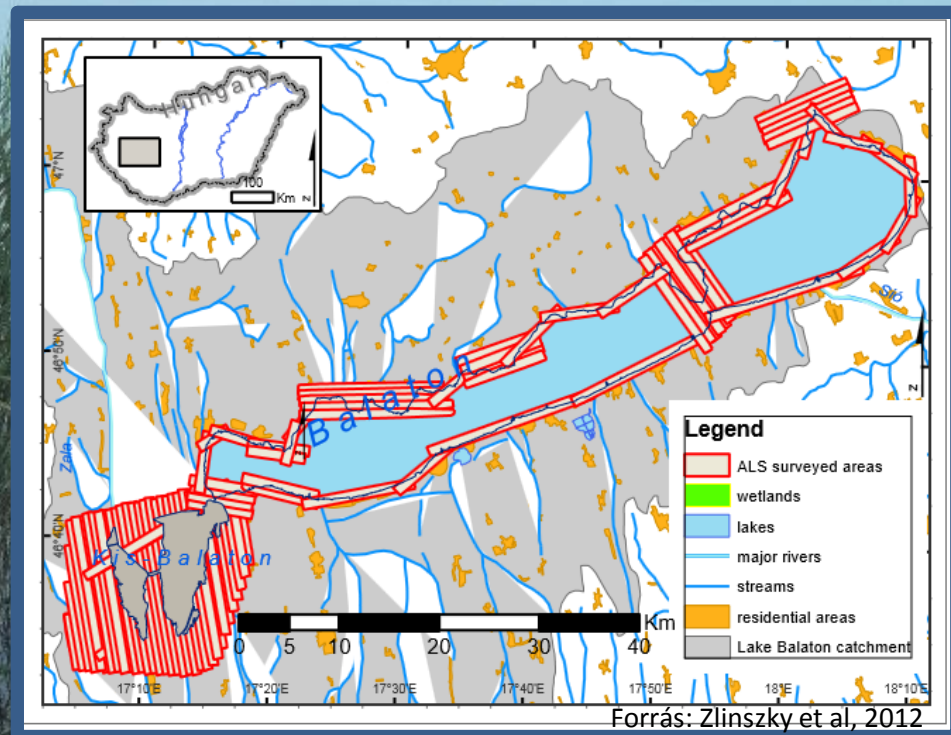 Hungary
100
Km
N
47°N
46°50'N
46°40'N
Zala
Balaton
Kis-Balaton
Sió
N
Legend
ALS surveyed areas
wetlands
lakes
major rivers
streams
residential areas
Lake Balaton catchment
Km
0 5 10 20 30 40
17°10'E 17°20'E 17°30'E 17°40'E 17°50'E 18°E 18°10'E
Forrás: Zlinszky et al, 2012